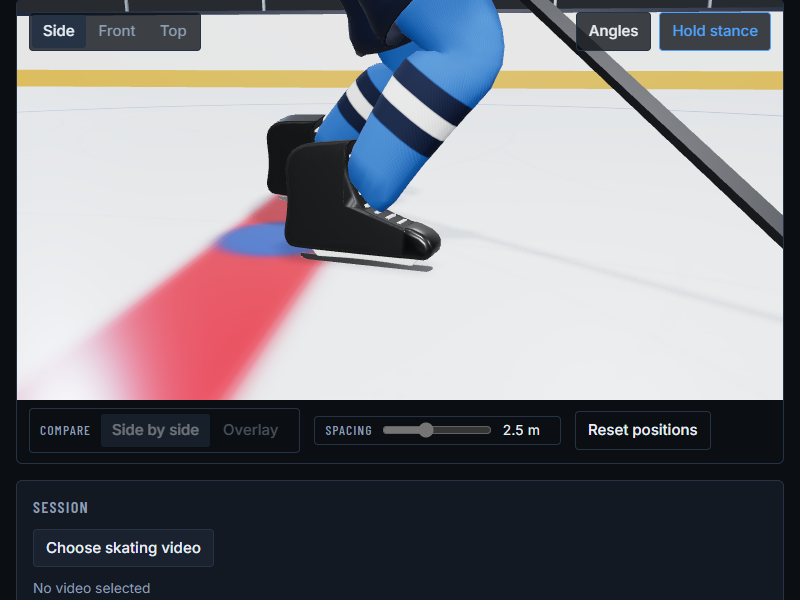 Side Front Top Angles Hold stance
COMPARE Side by side Overlay SPACING 2.5 m Reset positions
SESSION
Choose skating video
No video selected